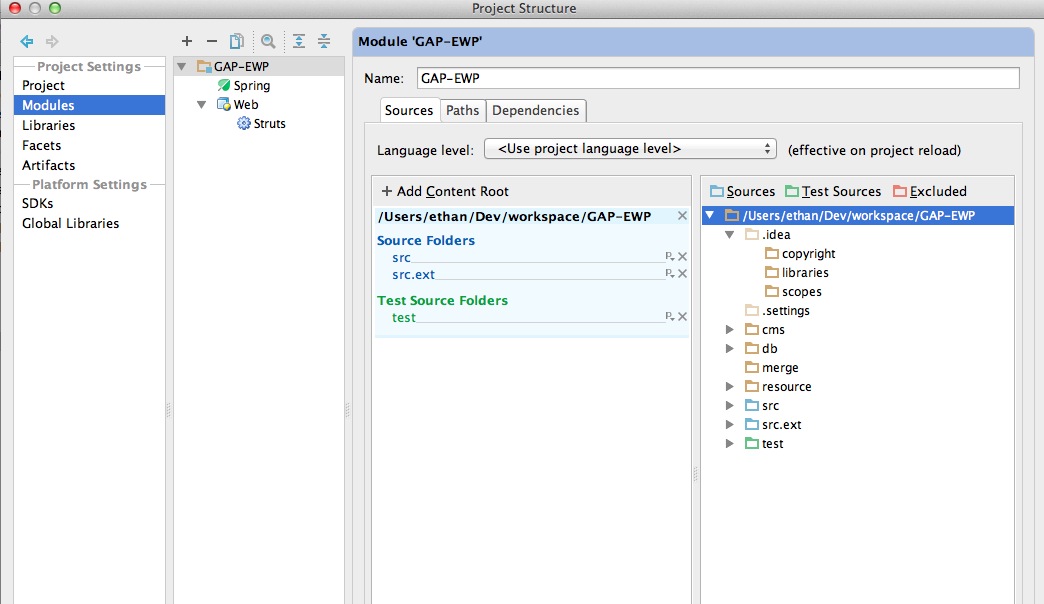 Project Structure
Project Settings
Project
Modules
Libraries
Facets
Artifacts
Platform Settings
SDKs
Global Libraries
GAP-EWP
Spring
Web
Struts
Module 'GAP-EWP'
Name: GAP-EWP
Sources Paths Dependencies
Language level: <Use project language level> (effective on project reload)
+ Add Content Root
/Users/ethan/Dev/workspace/GAP-EWP
Source Folders
src
src.ext
Test Source Folders
test
Sources Test Sources Excluded
/Users/ethan/Dev/workspace/GAP-EWP
.idea
copyright
libraries
scopes
.settings
cms
db
merge
resource
src
src.ext
test